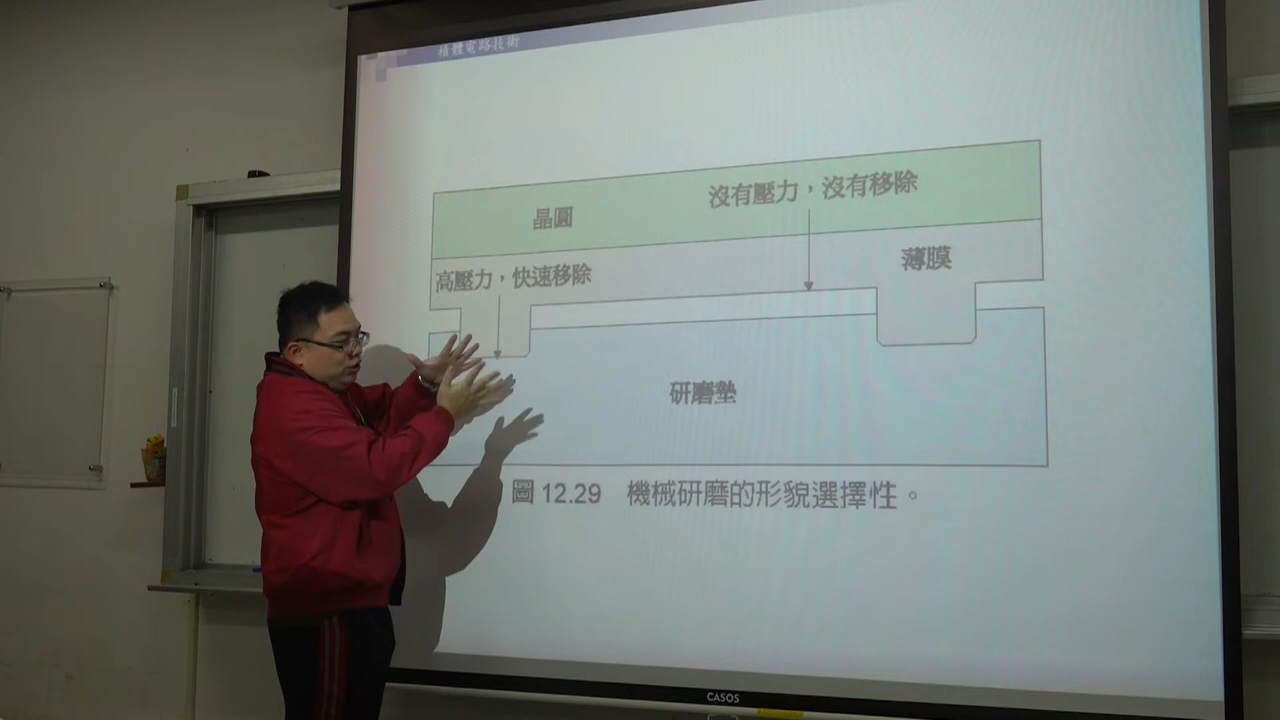 積體電路技術
沒有壓力，沒有移除
晶圓
薄膜
高壓力，快速移除
研磨墊
圖 12.29 機械研磨的形貌選擇性。
CASOS